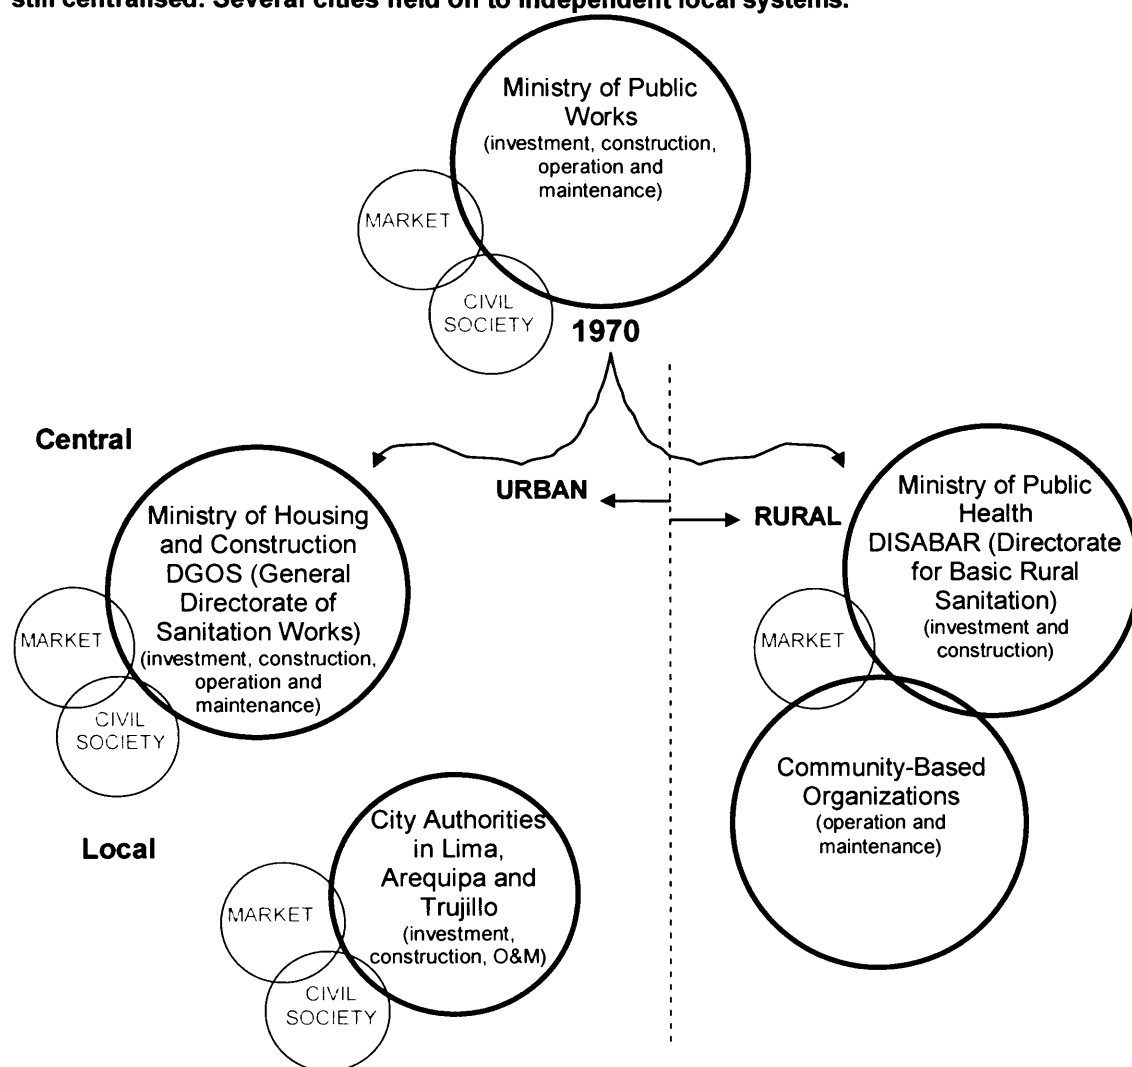 still centralised. Several cities held on to independent local systems.
Ministry of Public
Works
(investment, construction,
operation and
maintenance)
MARKET
CIVIL
SOCIETY
1970
Central
URBAN
RURAL
Ministry of Housing
and Construction
DGOS (General
Directorate of
Sanitation Works)
(investment, construction,
operation and
maintenance)
MARKET
CIVIL
SOCIETY
Ministry of Public
Health
DISABAR (Directorate
for Basic Rural
Sanitation)
(investment and
construction)
MARKET
Community-Based
Organizations
(operation and
maintenance)
Local
City Authorities
in Lima,
Arequipa and
Trujillo
(investment,
construction, O&M)
MARKET
CIVIL
SOCIETY